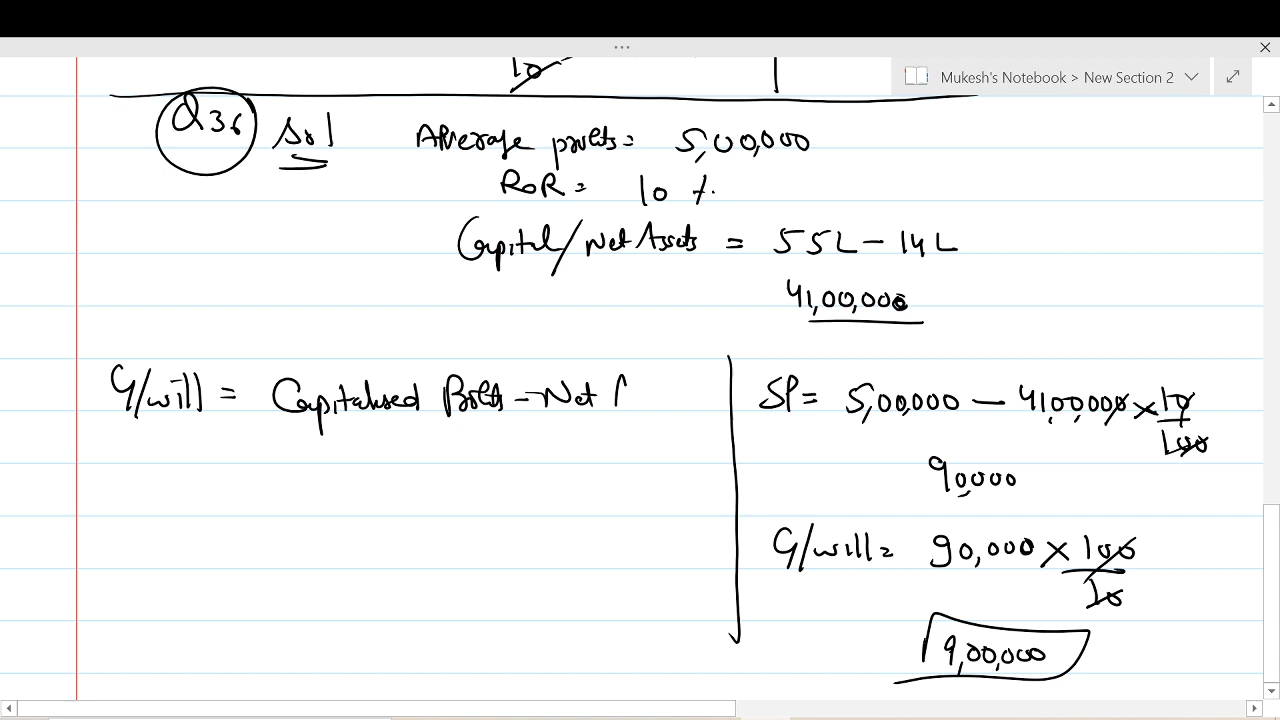 Mukesh's Notebook > New Section 2
10
Q36 Sol
Average profits = 5,00,000
RoR = 10 %
Capital/Net Assets = 55L - 14L
41,00,000
G/will = Capitalised Profits - Net
SP = 5,00,000 - 41,00,000 × 10/100
90,000
G/will = 90,000 × 100/10
9,00,000